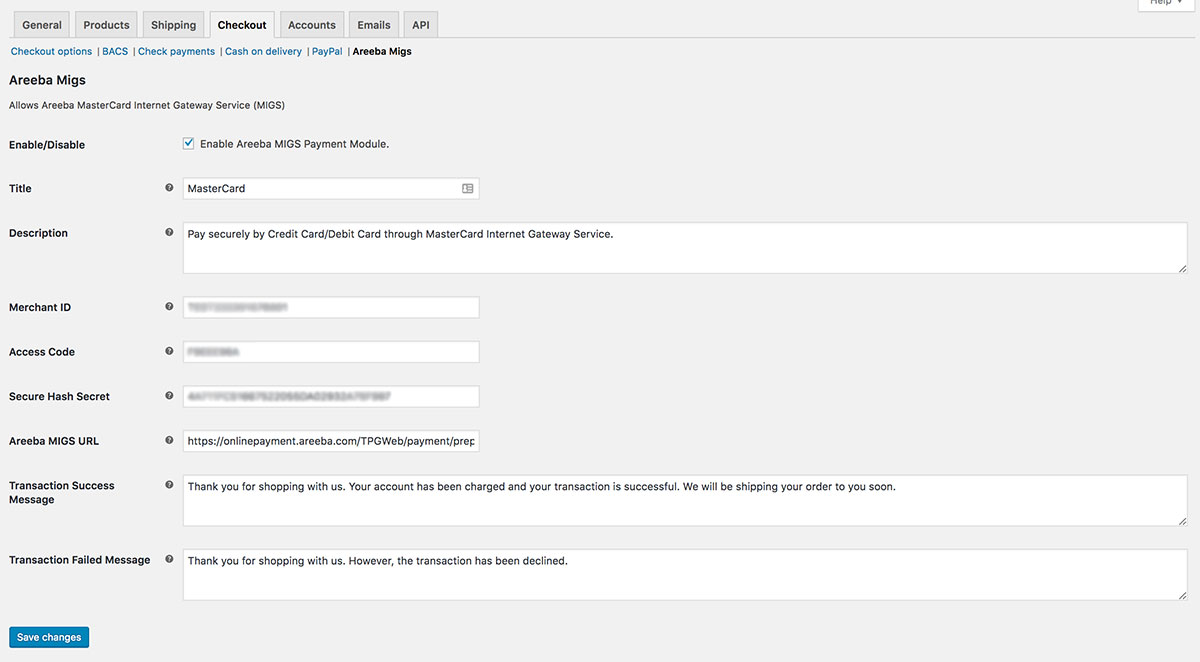 Help
General Products Shipping Checkout Accounts Emails API
Checkout options | BACS | Check payments | Cash on delivery | PayPal | Areeba Migs
Areeba Migs
Allows Areeba MasterCard Internet Gateway Service (MIGS)
Enable/Disable Enable Areeba MIGS Payment Module.
Title MasterCard
Description Pay securely by Credit Card/Debit Card through MasterCard Internet Gateway Service.
Merchant ID
Access Code
Secure Hash Secret
Areeba MIGS URL https://onlinepayment.areeba.com/TPGWeb/payment/prep
Transaction Success Thank you for shopping with us. Your account has been charged and your transaction is successful. We will be shipping your order to you soon.
Message
Transaction Failed Message Thank you for shopping with us. However, the transaction has been declined.
Save changes